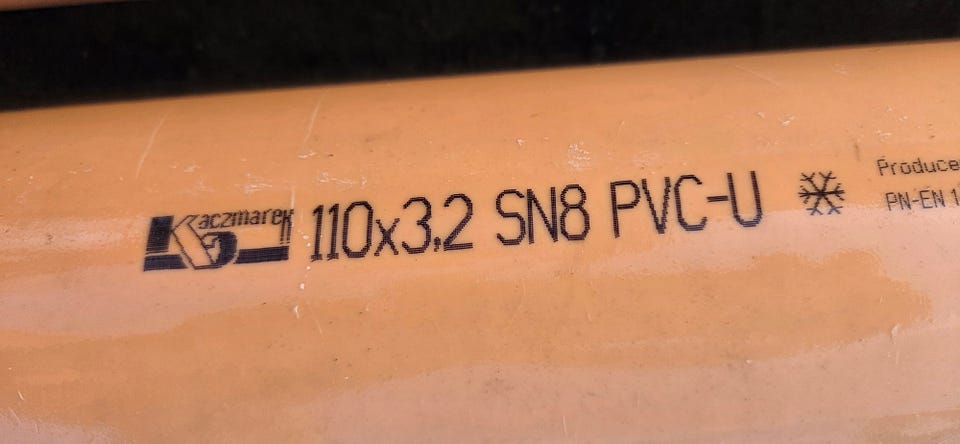 Kaczmarek 110x3,2 SN8 PVC-U
Produce
PN-EN 1